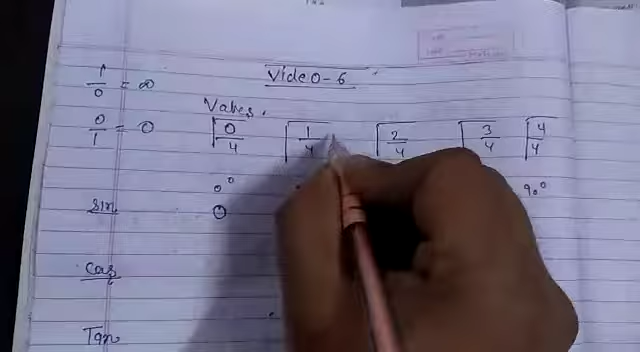 Video-6
1/0 = ∞
Values.
0/1 = 0 √0/4 √1/4 √2/4 √3/4 √4/4
0° 90°
Sin 0
Cos
Tan